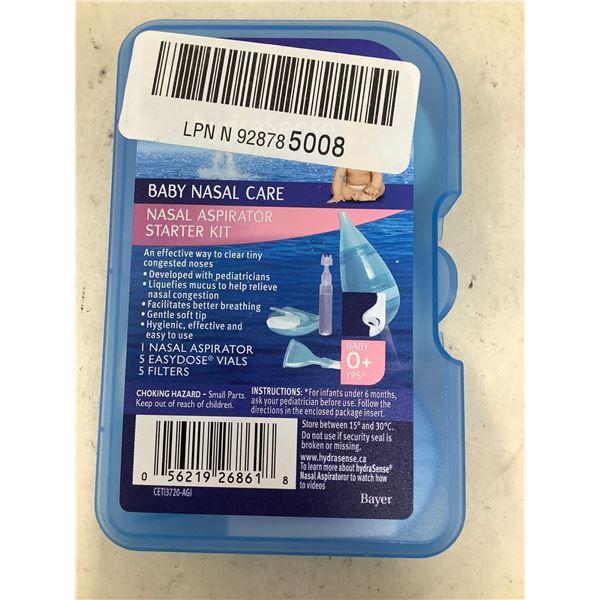 LPN N 928785008
hydraSense
BABY NASAL CARE
NASAL ASPIRATOR
STARTER KIT
An effective way to clear tiny
congested noses
• Developed with pediatricians
• Liquefies mucus to help relieve
nasal congestion
• Facilitates better breathing
• Gentle soft tip
• Hygienic, effective and
easy to use
1 NASAL ASPIRATOR
5 EASYDOSE® VIALS
5 FILTERS
BABY
0+
YRS*
CHOKING HAZARD – Small Parts.
Keep out of reach of children.
INSTRUCTIONS: *For infants under 6 months,
ask your pediatrician before use. Follow the
directions in the enclosed package insert.
Store between 15° and 30°C.
Do not use if security seal is
broken or missing.
www.hydrasense.ca
To learn more about hydraSense®
Nasal Aspiratoror to watch how
to videos
0 56219 26861 8
CETI3720-AGI
Bayer